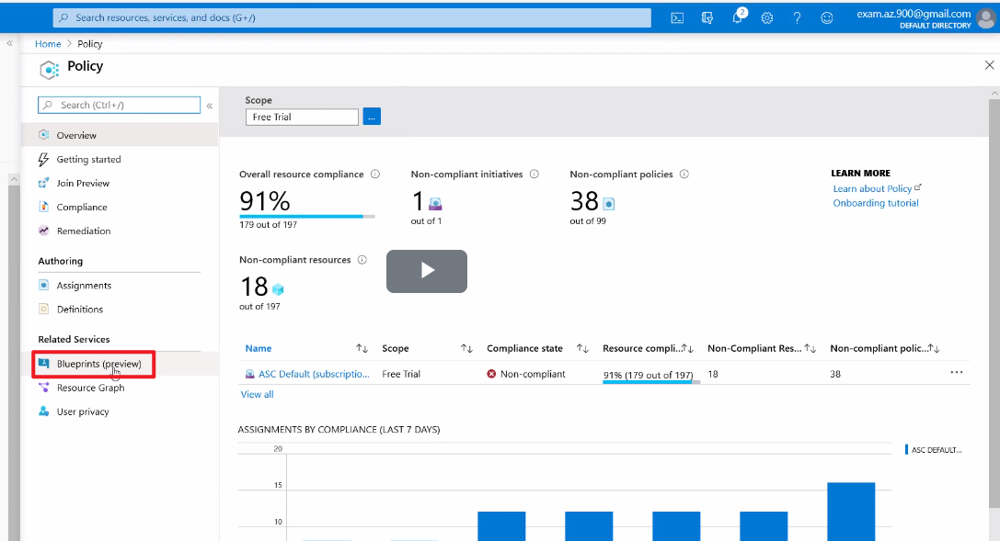 Search resources, services, and docs (G+/)
2
exam.az.900@gmail.com
DEFAULT DIRECTORY
Home > Policy
Policy
Search (Ctrl+/)
Overview
Getting started
Join Preview
Compliance
Remediation
Authoring
Assignments
Definitions
Related Services
Blueprints (preview)
Resource Graph
User privacy
Scope
Free Trial
...
Overall resource compliance
91%
179 out of 197
Non-compliant initiatives
1
out of 1
Non-compliant policies
38
out of 99
LEARN MORE
Learn about Policy
Onboarding tutorial
Non-compliant resources
18
out of 197
Name Scope Compliance state Resource compli... Non-Compliant Res... Non-compliant polic...
ASC Default (subscriptio... Free Trial Non-compliant 91% (179 out of 197) 18 38 ...
View all
ASSIGNMENTS BY COMPLIANCE (LAST 7 DAYS)
20
15
10
ASC DEFAULT...